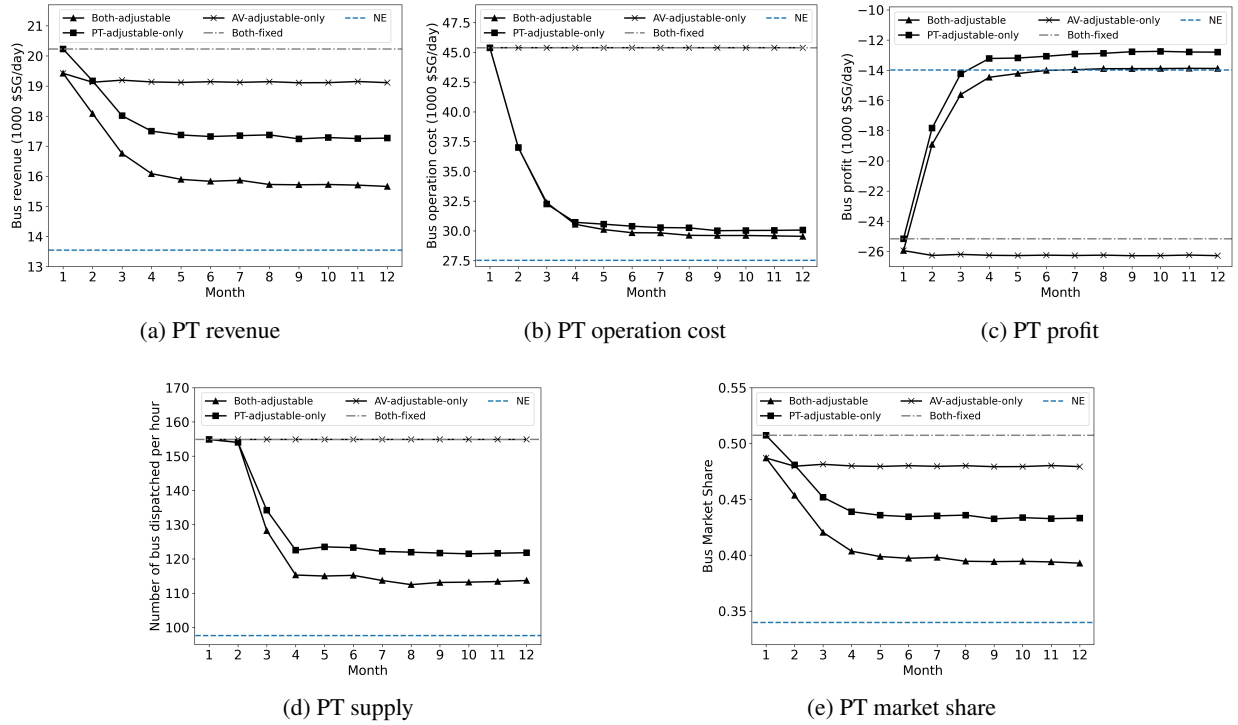 Both-adjustable
PT-adjustable-only
AV-adjustable-only
Both-fixed
NE
Bus revenue (1000 $SG/day)
21
20
19
18
17
16
15
14
13
1 2 3 4 5 6 7 8 9 10 11 12
Month
(a) PT revenue
Both-adjustable
PT-adjustable-only
AV-adjustable-only
Both-fixed
NE
Bus operation cost (1000 $SG/day)
47.5
45.0
42.5
40.0
37.5
35.0
32.5
30.0
27.5
1 2 3 4 5 6 7 8 9 10 11 12
Month
(b) PT operation cost
Both-adjustable
PT-adjustable-only
AV-adjustable-only
Both-fixed
NE
Bus profit (1000 $SG/day)
−10
−12
−14
−16
−18
−20
−22
−24
−26
1 2 3 4 5 6 7 8 9 10 11 12
Month
(c) PT profit
Both-adjustable
PT-adjustable-only
AV-adjustable-only
Both-fixed
NE
Number of bus dispatched per hour
170
160
150
140
130
120
110
100
1 2 3 4 5 6 7 8 9 10 11 12
Month
(d) PT supply
Both-adjustable
PT-adjustable-only
AV-adjustable-only
Both-fixed
NE
Bus Market Share
0.55
0.50
0.45
0.40
0.35
1 2 3 4 5 6 7 8 9 10 11 12
Month
(e) PT market share